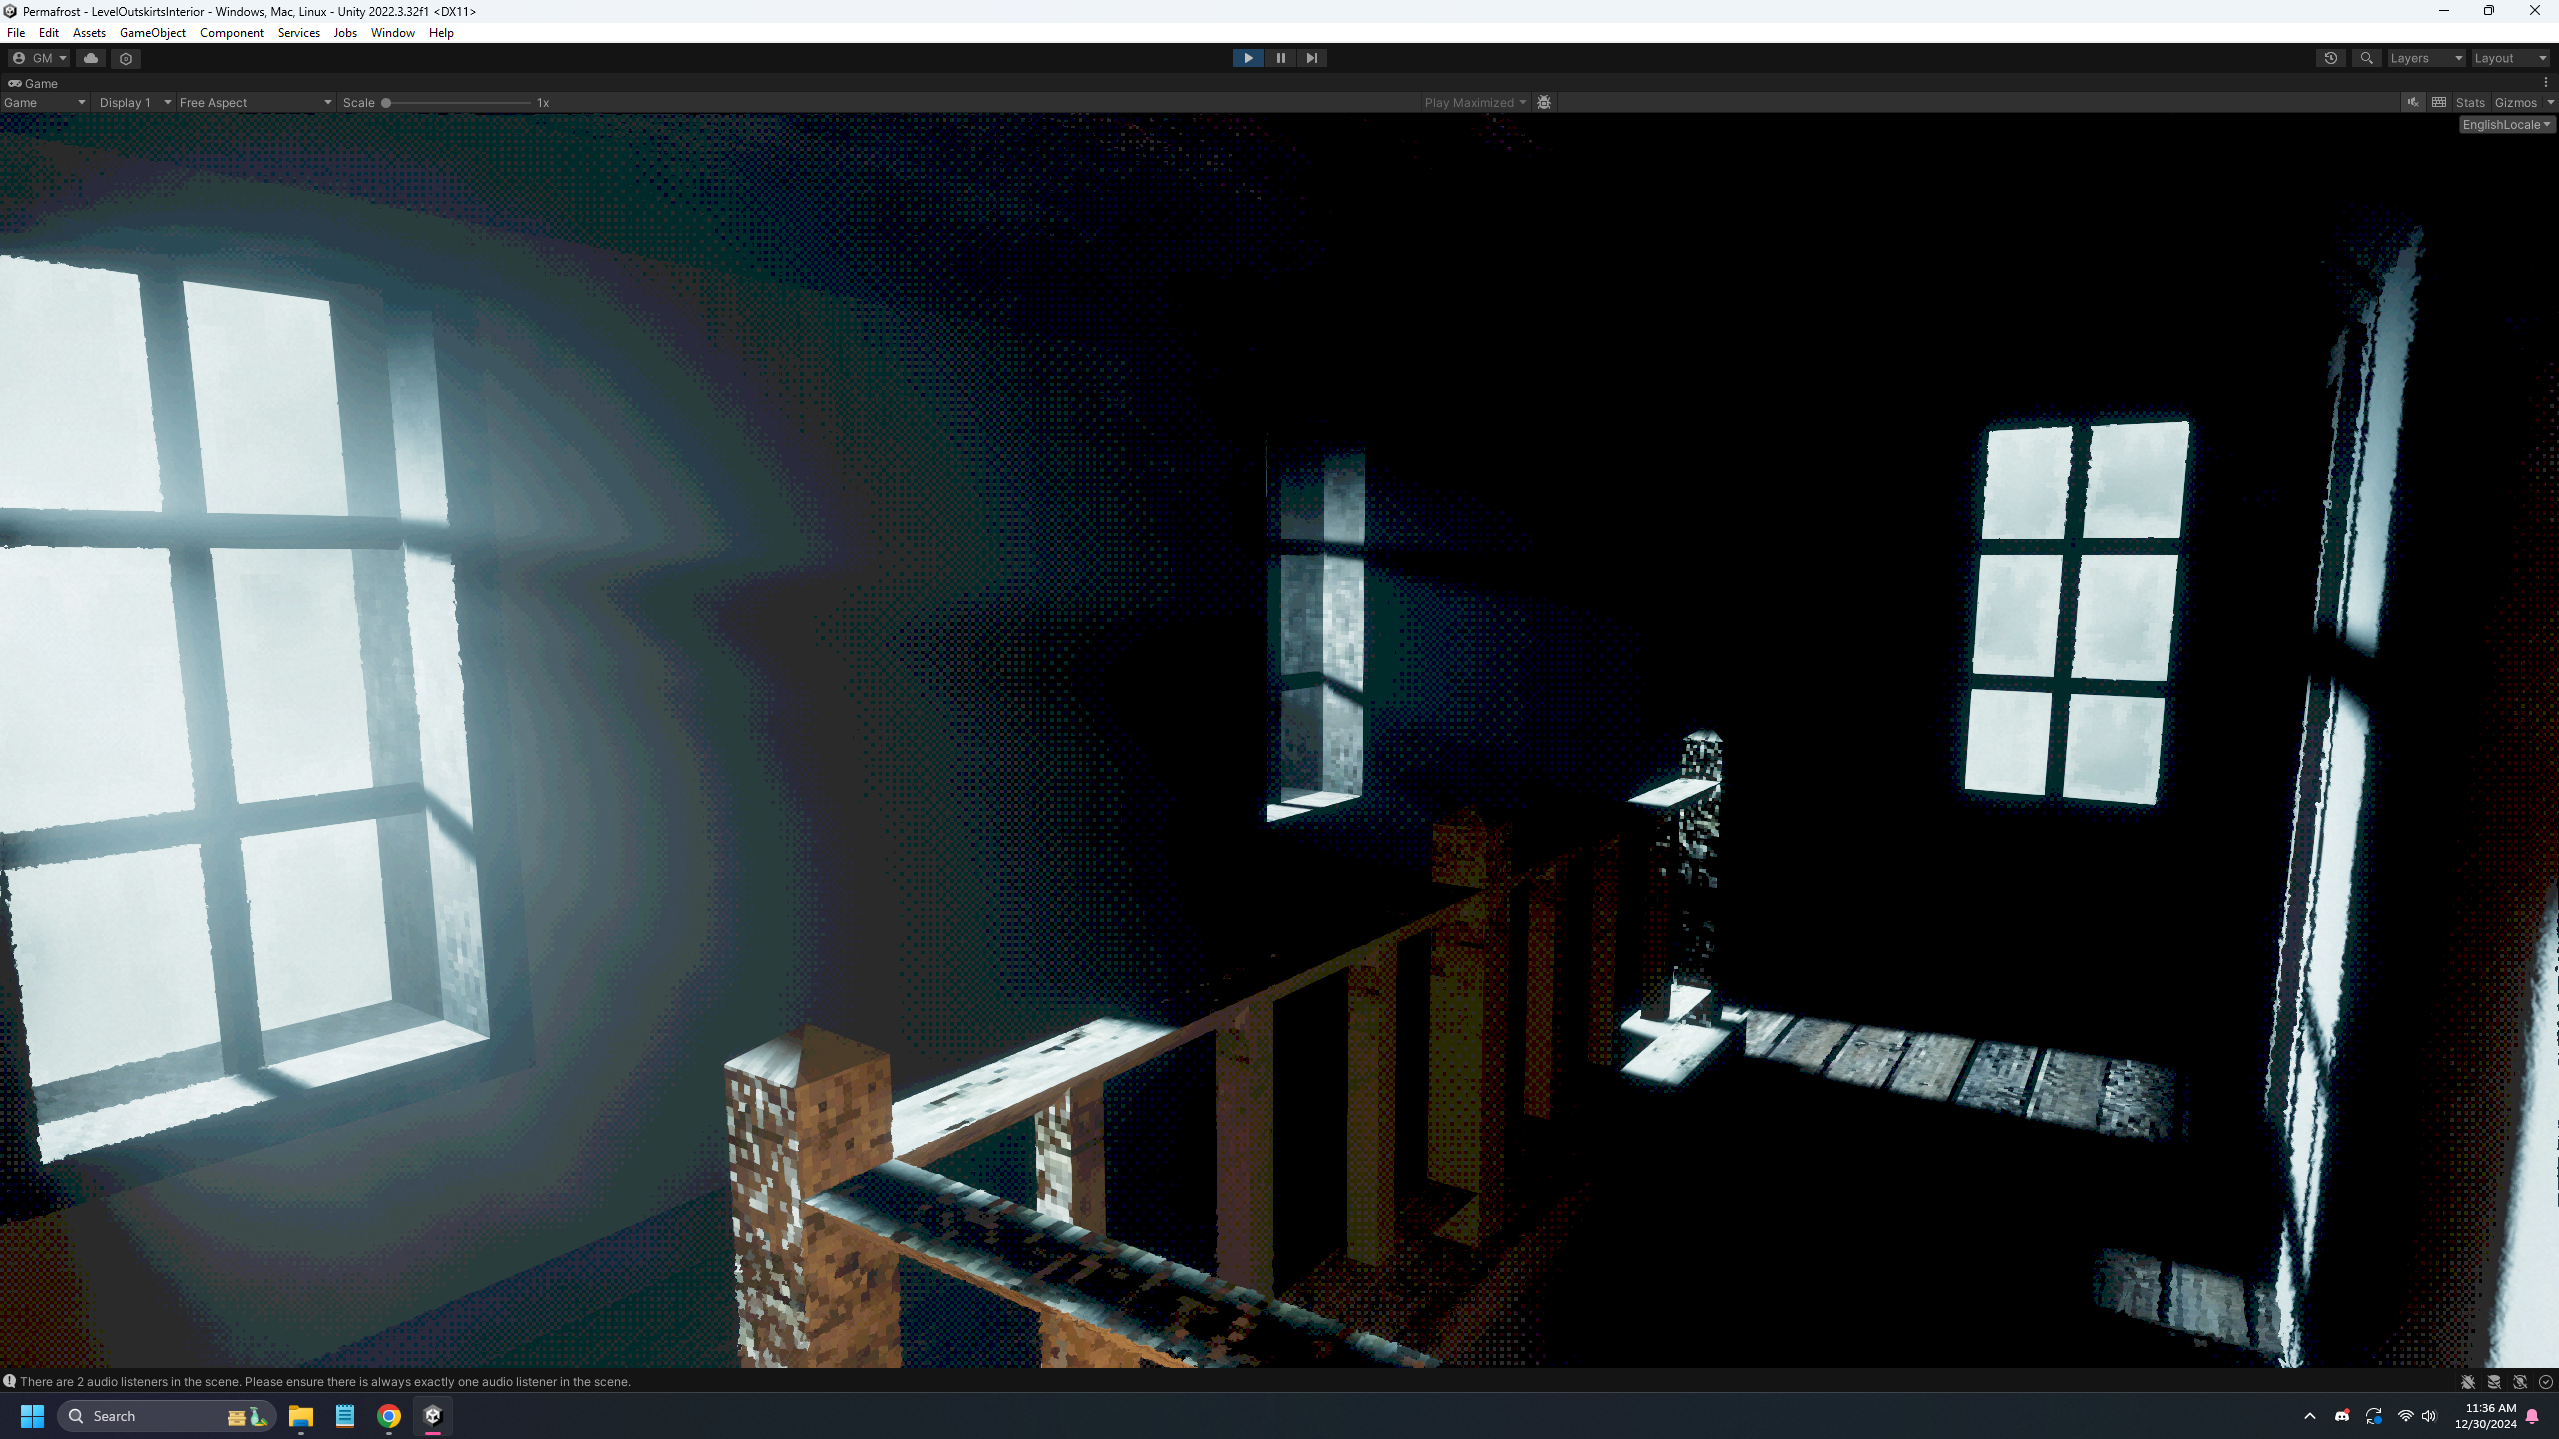 Permafrost - LevelOutskirtsInterior - Windows, Mac, Linux - Unity 2022.3.32f1 <DX11>
File Edit Assets GameObject Component Services Jobs Window Help
GM Layers Layout
Game
Game Display 1 Free Aspect Scale 1x Play Maximized Stats Gizmos
EnglishLocale
There are 2 audio listeners in the scene. Please ensure there is always exactly one audio listener in the scene.
Search 11:36 AM
12/30/2024